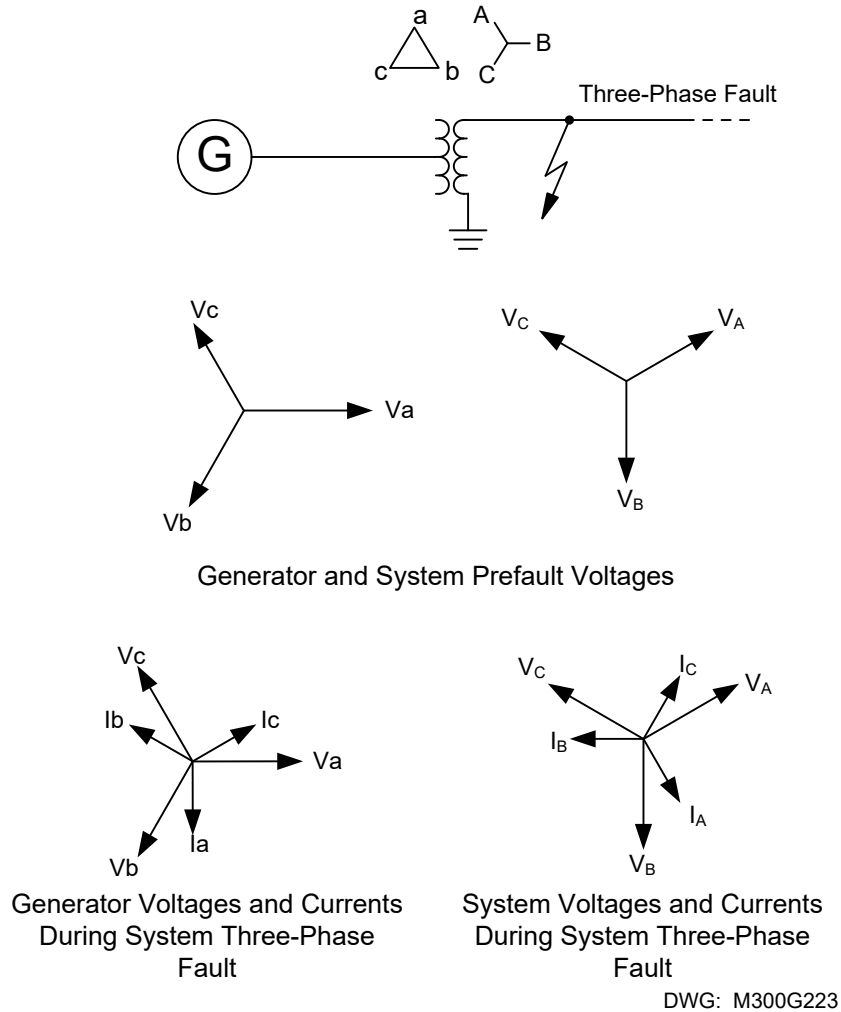 a
A
B
c
b
C
Three-Phase Fault
G
Vc
Va
Vb
VC
VA
VB
Generator and System Prefault Voltages
Vc
Ib
Ic
Va
Ia
Vb
VC
IC
VA
IB
IA
VB
Generator Voltages and Currents
During System Three-Phase
Fault
System Voltages and Currents
During System Three-Phase
Fault
DWG: M300G223